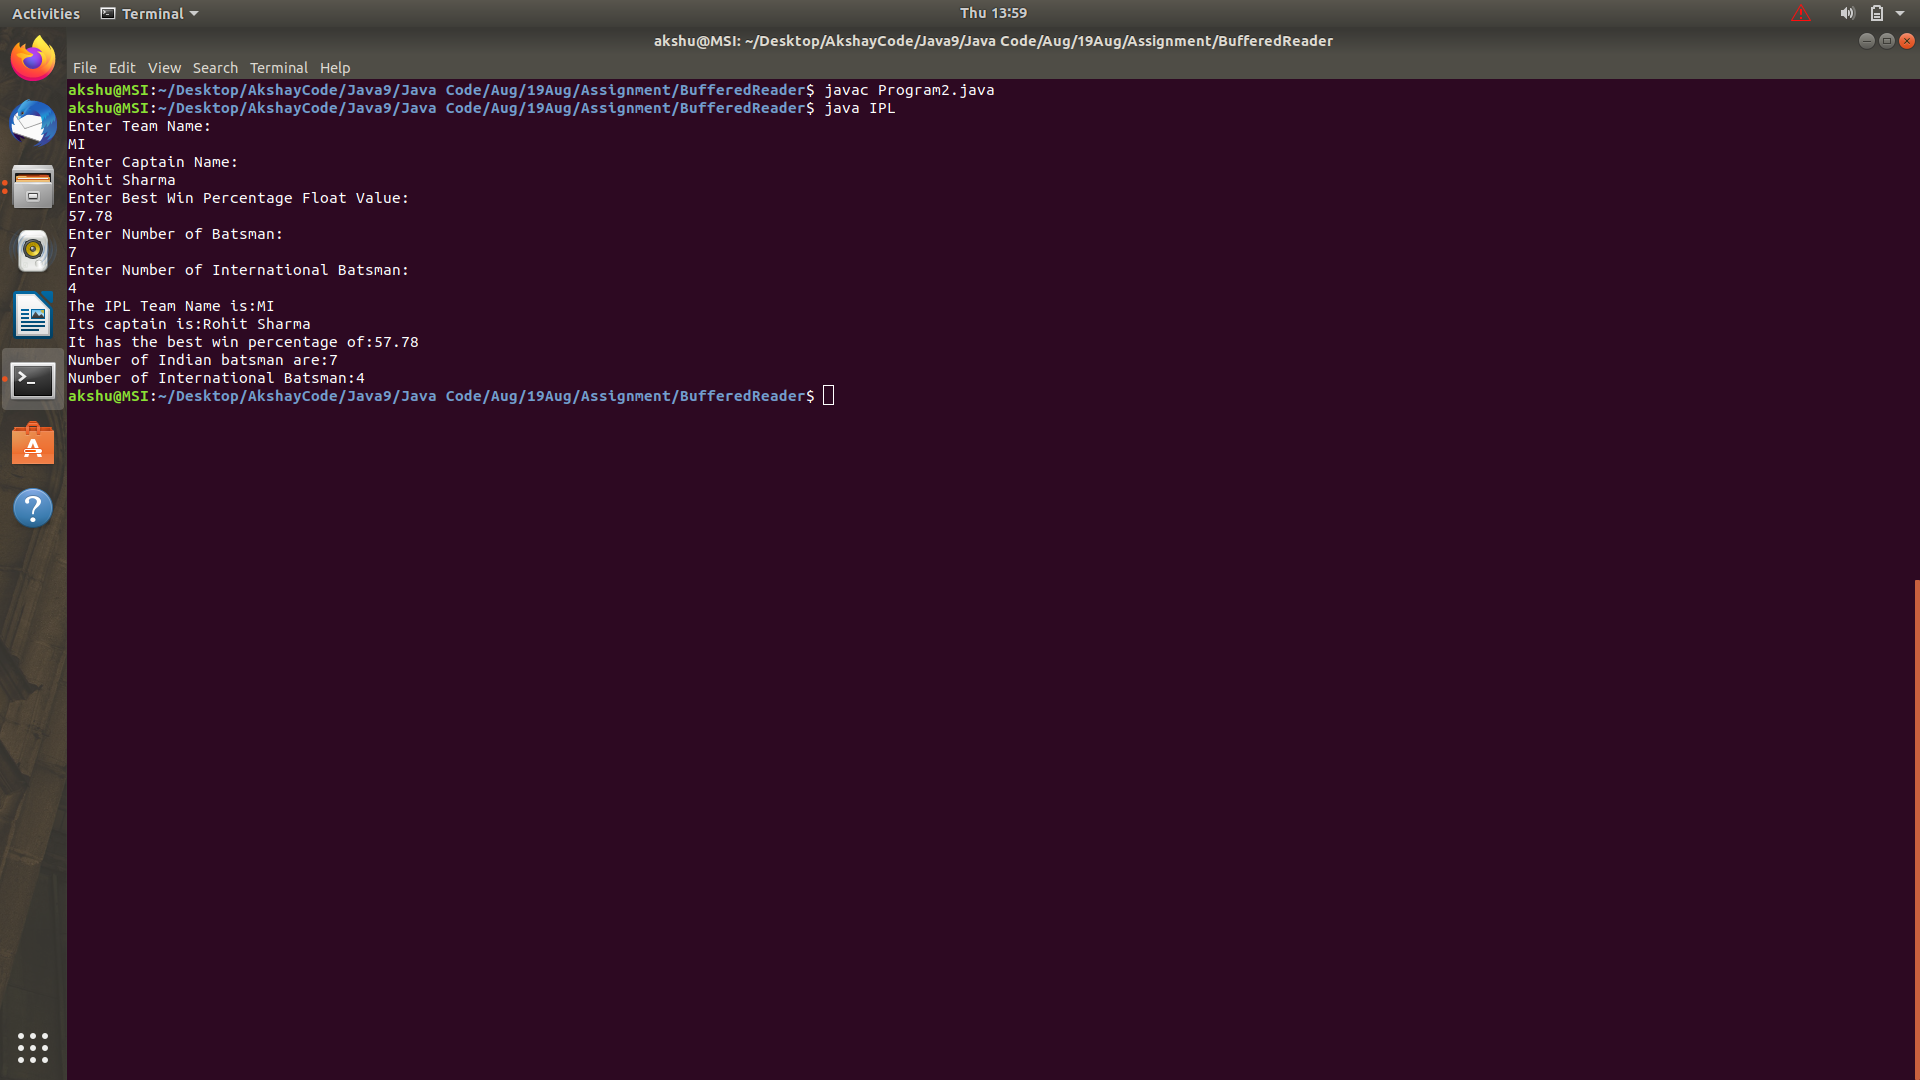 Activities Terminal Thu 13:59
akshu@MSI: ~/Desktop/AkshayCode/Java9/Java Code/Aug/19Aug/Assignment/BufferedReader
File Edit View Search Terminal Help
akshu@MSI:~/Desktop/AkshayCode/Java9/Java Code/Aug/19Aug/Assignment/BufferedReader$ javac Program2.java
akshu@MSI:~/Desktop/AkshayCode/Java9/Java Code/Aug/19Aug/Assignment/BufferedReader$ java IPL
Enter Team Name:
MI
Enter Captain Name:
Rohit Sharma
Enter Best Win Percentage Float Value:
57.78
Enter Number of Batsman:
7
Enter Number of International Batsman:
4
The IPL Team Name is:MI
Its captain is:Rohit Sharma
It has the best win percentage of:57.78
Number of Indian batsman are:7
Number of International Batsman:4
akshu@MSI:~/Desktop/AkshayCode/Java9/Java Code/Aug/19Aug/Assignment/BufferedReader$